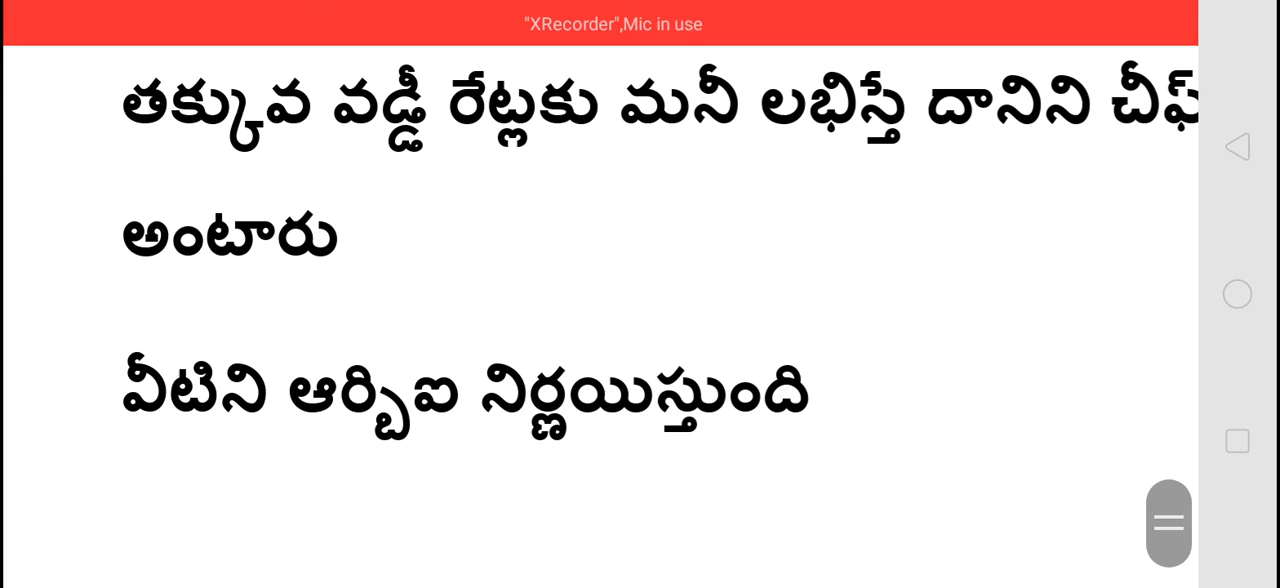 "XRecorder",Mic in use
తక్కువ వడ్డీ రేట్లకు మనీ లభిస్తే దానిని చీఫ్
అంటారు
వీటిని ఆర్బిఐ నిర్ణయిస్తుంది